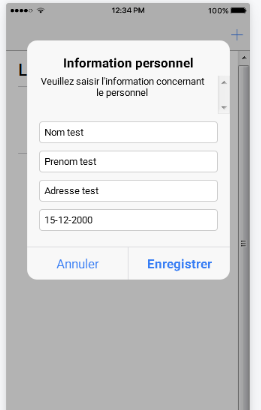 12:34 PM 100%
+
L
Information personnel
Veuillez saisir l'information concernant
le personnel
Nom test
Prenom test
Adresse test
15-12-2000
Annuler Enregistrer